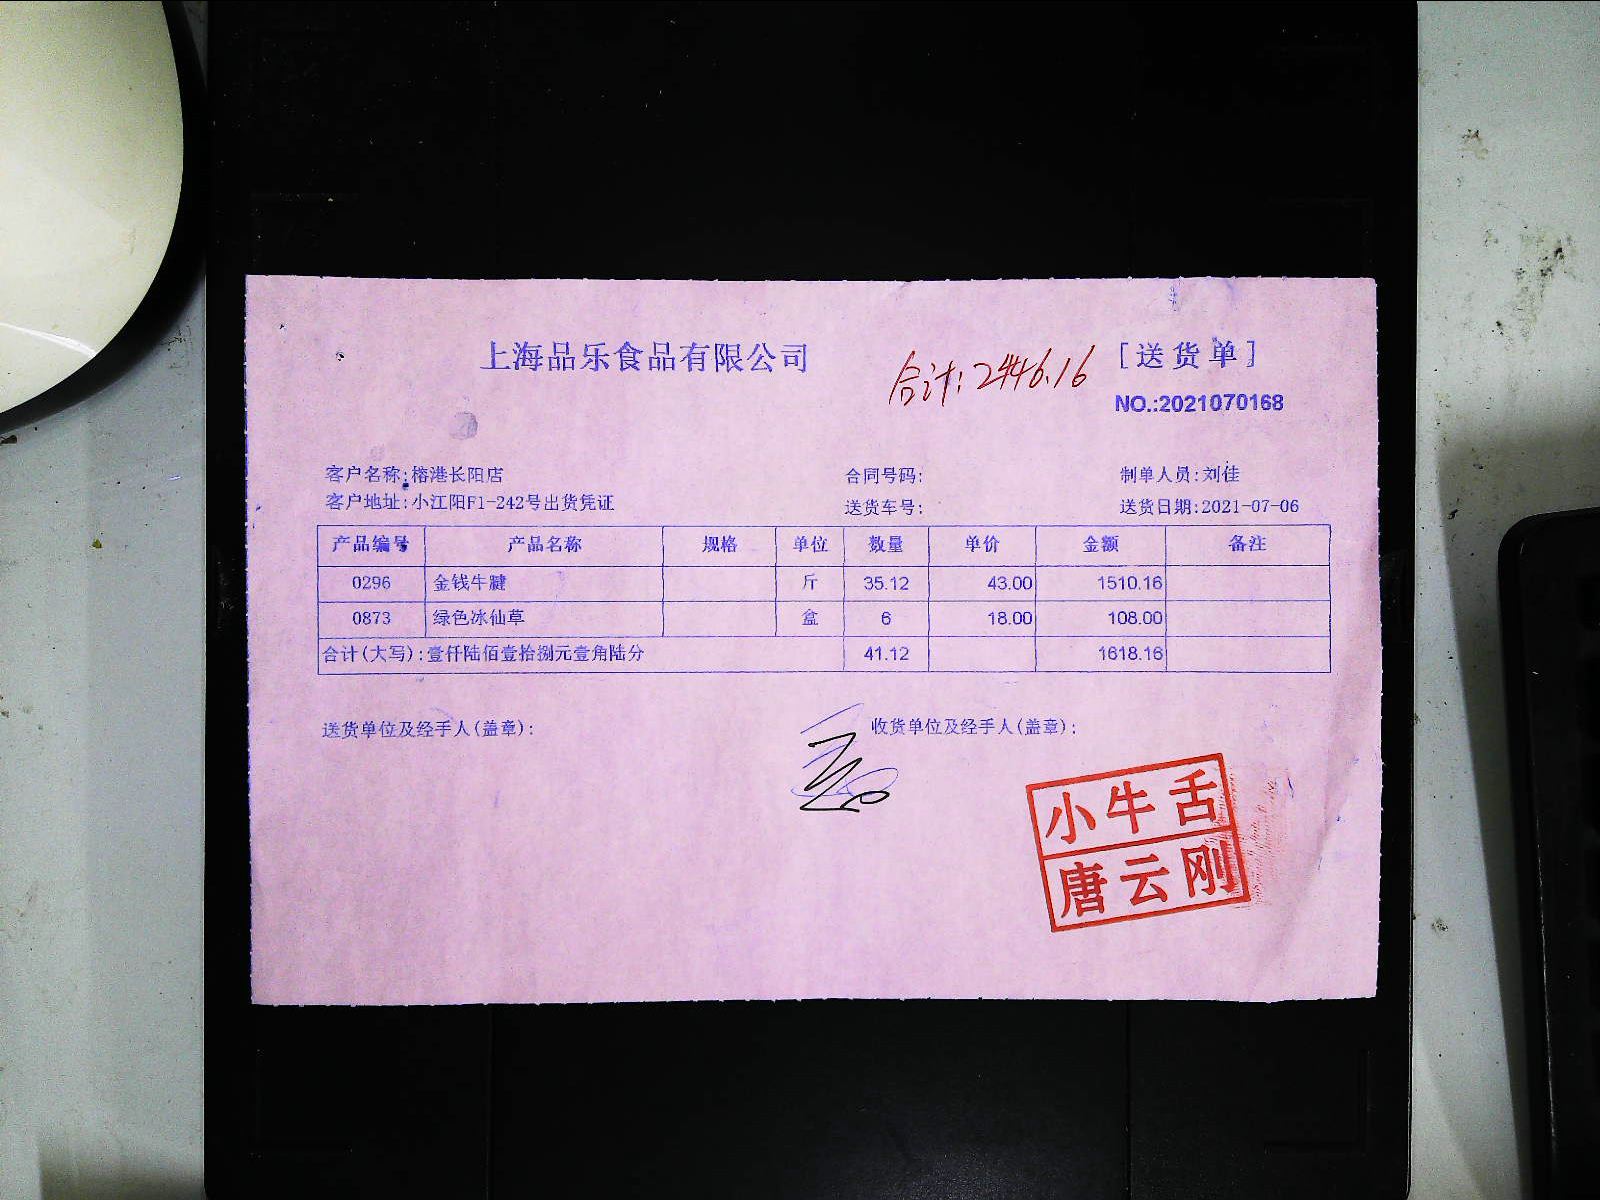 上海品乐食品有限公司
合计:2446.16
[送货单]
NO.:2021070168
客户名称:榕港长阳店 合同号码: 制单人员:刘佳
客户地址:小江阳F1-242号出货凭证 送货车号: 送货日期:2021-07-06
产品编号 产品名称 规格 单位 数量 单价 金额 备注
0296 金钱牛腱 斤 35.12 43.00 1510.16
0873 绿色冰仙草 盒 6 18.00 108.00
合计(大写):壹仟陆佰壹拾捌元壹角陆分 41.12 1618.16
送货单位及经手人(盖章): 收货单位及经手人(盖章):
小牛舌
唐云刚